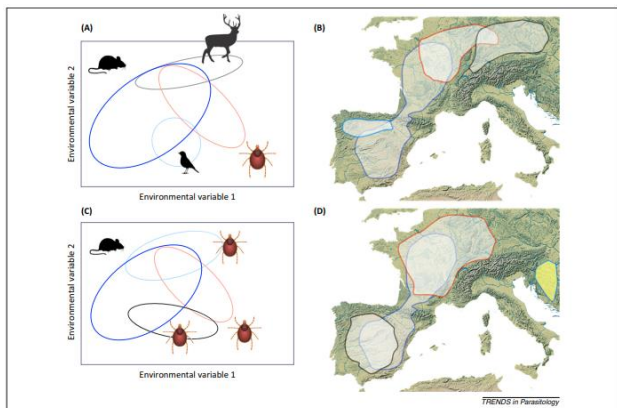 (A)
(B)
Environmental variable 2
Environmental variable 1
(C)
(D)
Environmental variable 2
Environmental variable 1
TRENDS in Parasitology